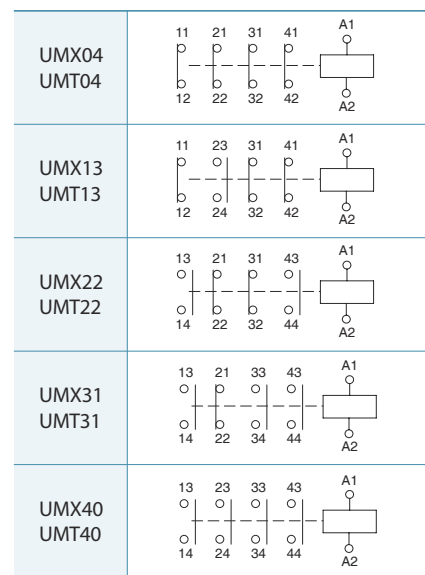 UMX04
UMT04
11 21 31 41 A1
12 22 32 42 A2
UMX13
UMT13
11 23 31 41 A1
12 24 32 42 A2
UMX22
UMT22
13 21 31 43 A1
14 22 32 44 A2
UMX31
UMT31
13 21 33 43 A1
14 22 34 44 A2
UMX40
UMT40
13 23 33 43 A1
14 24 34 44 A2